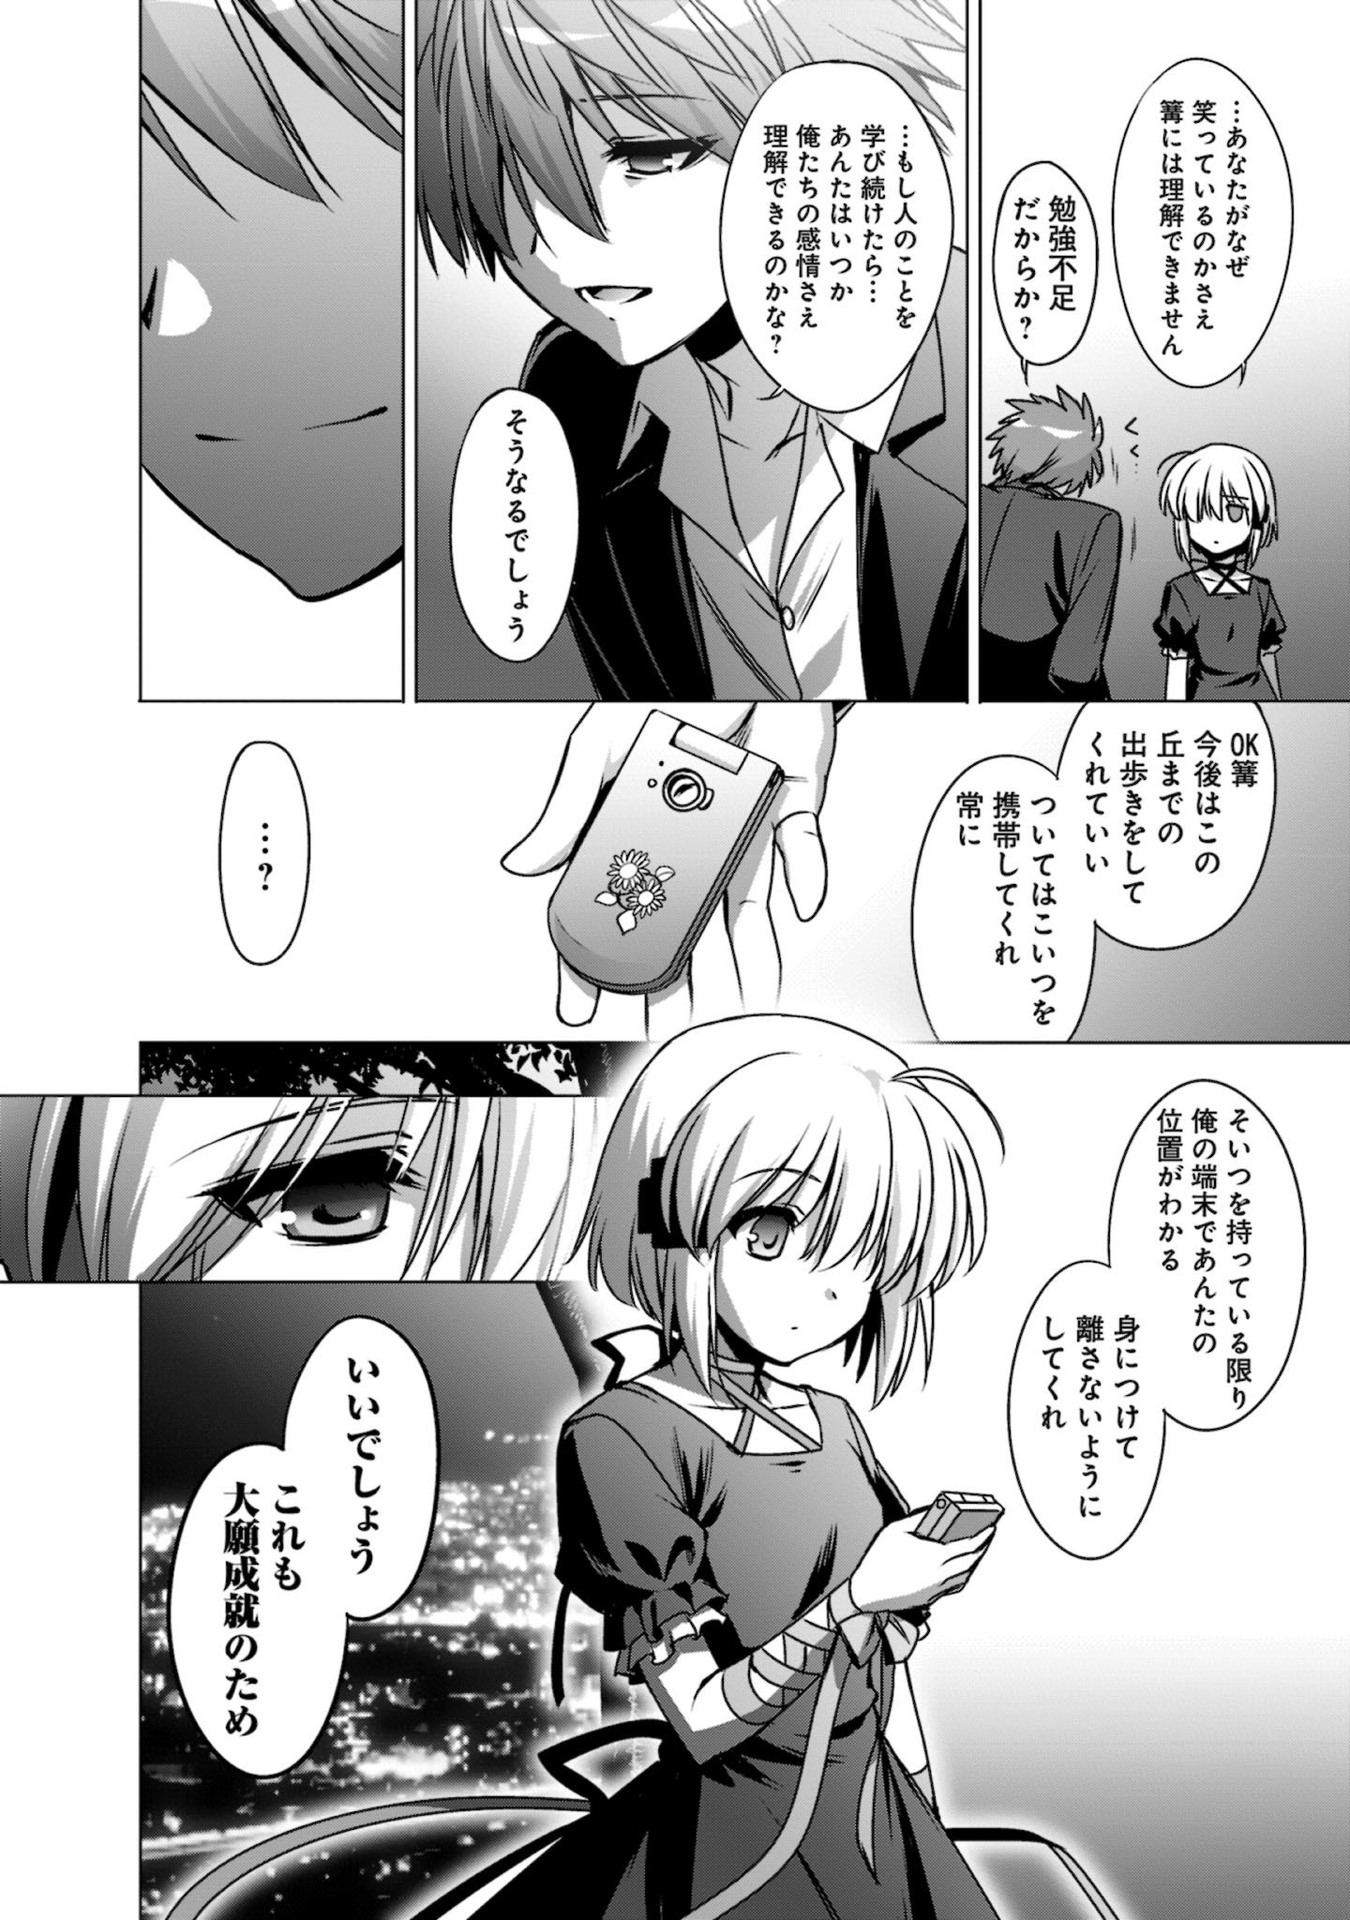 …あなたがなぜ
笑っているのかさえ
篝には理解できません
勉強不足
だからか?
くく…
…もし人のことを
学び続けたら…
あんたはいつか
俺たちの感情さえ
理解できるのかな?
そうなるでしょう
OK篝
今後はこの
丘までの
出歩きをして
くれていい
ついてはこいつを
携帯してくれ
常に
…?
そいつを持っている限り
俺の端末であんたの
位置がわかる
身につけて
離さないように
してくれ
いいでしょう
これも
大願成就のため